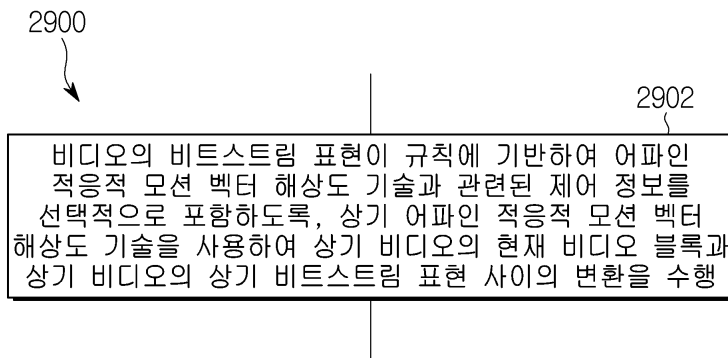 2900
2902
비디오의 비트스트림 표현이 규칙에 기반하여 어파인
적응적 모션 벡터 해상도 기술과 관련된 제어 정보를
선택적으로 포함하도록, 상기 어파인 적응적 모션 벡터
해상도 기술을 사용하여 상기 비디오의 현재 비디오 블록과
상기 비디오의 상기 비트스트림 표현 사이의 변환을 수행